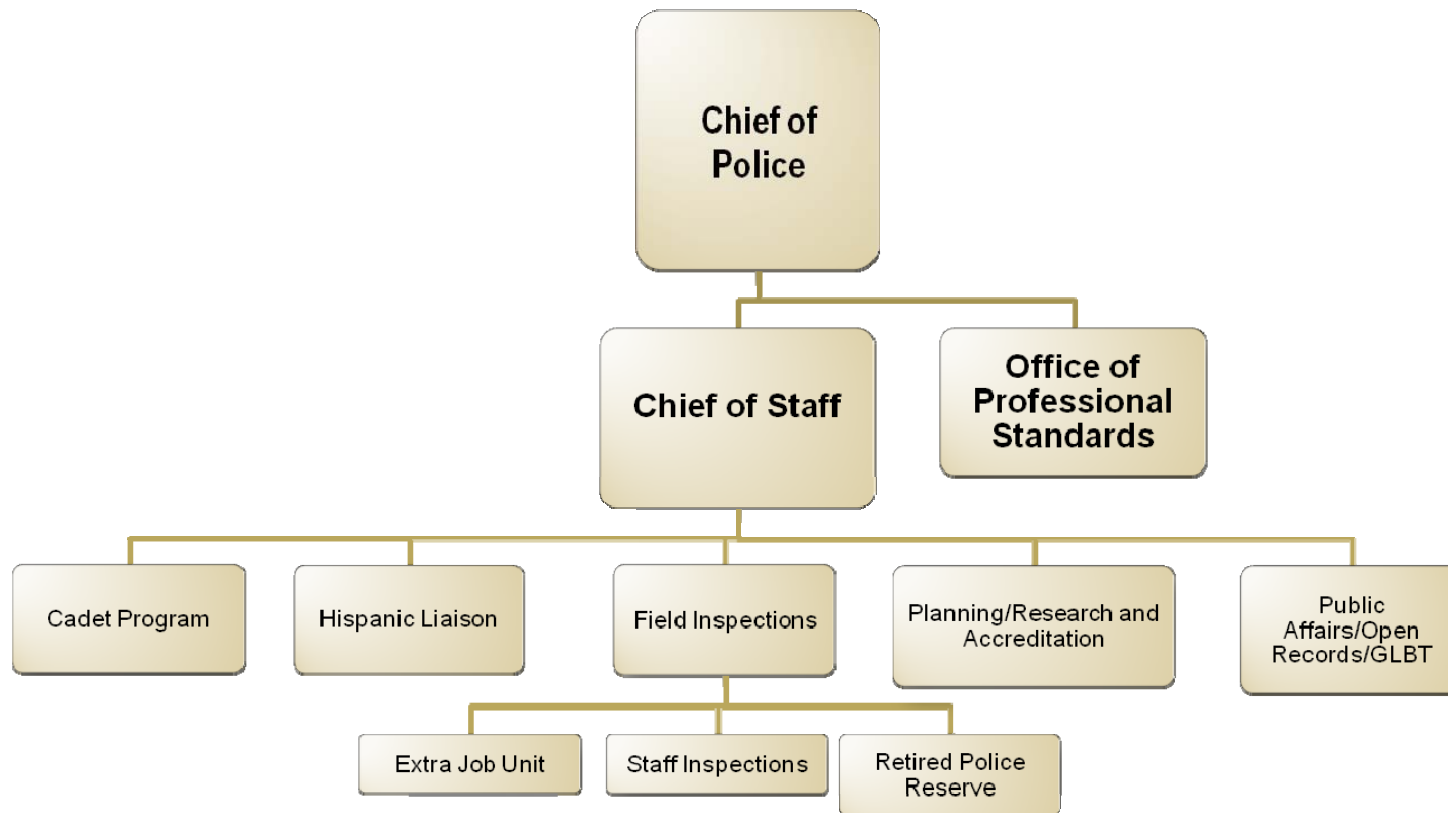 Chief of
Police
Chief of Staff
Office of
Professional
Standards
Cadet Program
Hispanic Liaison
Field Inspections
Planning/Research and
Accreditation
Public
Affairs/Open
Records/GLBT
Extra Job Unit
Staff Inspections
Retired Police
Reserve